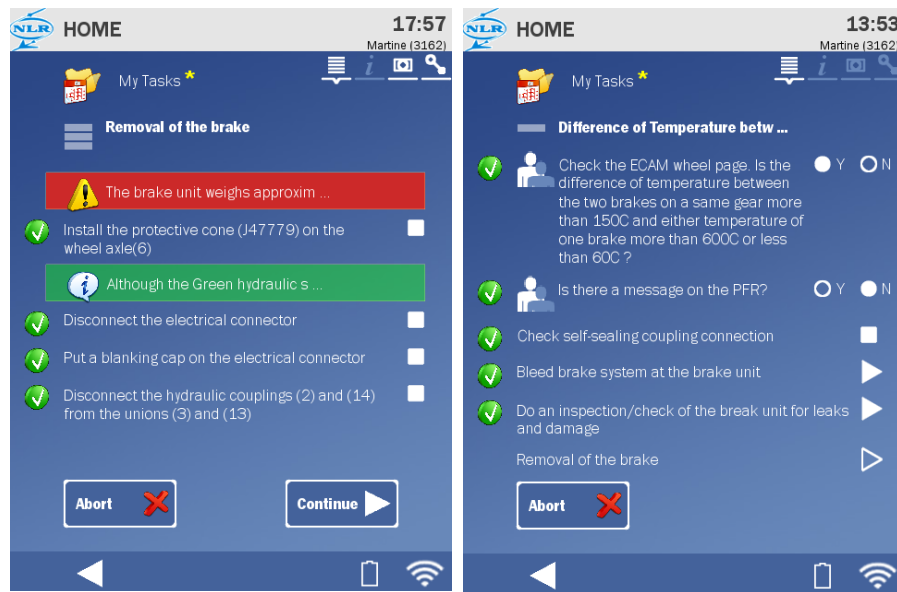 NLR HOME 17:57
Martine (3162)
My Tasks *
Removal of the brake
The brake unit weighs approxim ...
Install the protective cone (J47779) on the
wheel axle(6)
Although the Green hydraulic s ...
Disconnect the electrical connector
Put a blanking cap on the electrical connector
Disconnect the hydraulic couplings (2) and (14)
from the unions (3) and (13)
Abort
Continue
NLR HOME 13:53
Martine (3162)
My Tasks *
Difference of Temperature betw ...
Check the ECAM wheel page. Is the Y N
difference of temperature between
the two brakes on a same gear more
than 150C and either temperature of
one brake more than 600C or less
than 60C ?
Is there a message on the PFR? Y N
Check self-sealing coupling connection
Bleed brake system at the brake unit
Do an inspection/check of the break unit for leaks
and damage
Removal of the brake
Abort